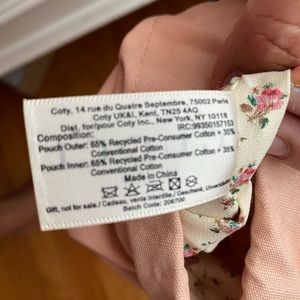 Coty, 14 rue du Quatre Septembre, 75002 Paris
Coty UK&I, Kent, TN25 4AQ
Dist. for/pour Coty Inc., New York, NY 10118
IRC:99350157153
Composition:
Pouch Outer: 65% Recycled Pre-Consumer Cotton + 35%
Conventional Cotton
Pouch Inner: 65% Recycled Pre-Consumer Cotton + 35%
Conventional Cotton
Made in China
Gift, not for sale / Cadeau, vente interdite / Manufactured:
Batch Code: 206700